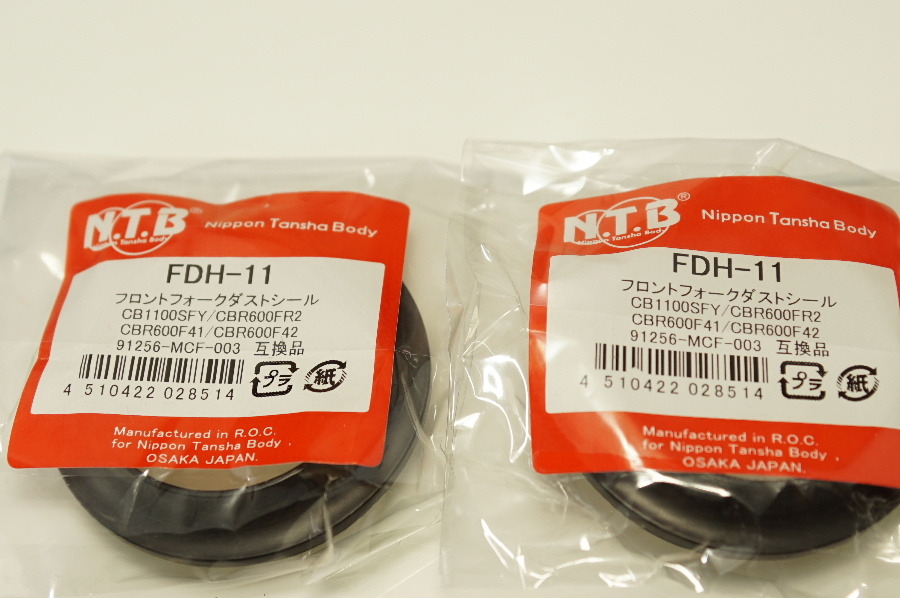 N.T.B®
Nippon Tansha Body
Nippon Tansha Body
FDH-11
フロントフォークダストシール
CB1100SFY/CBR600FR2
CBR600F41/CBR600F42
91256-MCF-003 互換品
4 510422 028514
プラ
紙
Manufactured in R.O.C.
for Nippon Tansha Body .
OSAKA JAPAN.
N.T.B®
Nippon Tansha Body
Nippon Tansha Body
FDH-11
フロントフォークダストシール
CB1100SFY/CBR600FR2
CBR600F41/CBR600F42
91256-MCF-003 互換品
4 510422 028514
プラ
紙
Manufactured in R.O.C.
for Nippon Tansha Body .
OSAKA JAPAN.